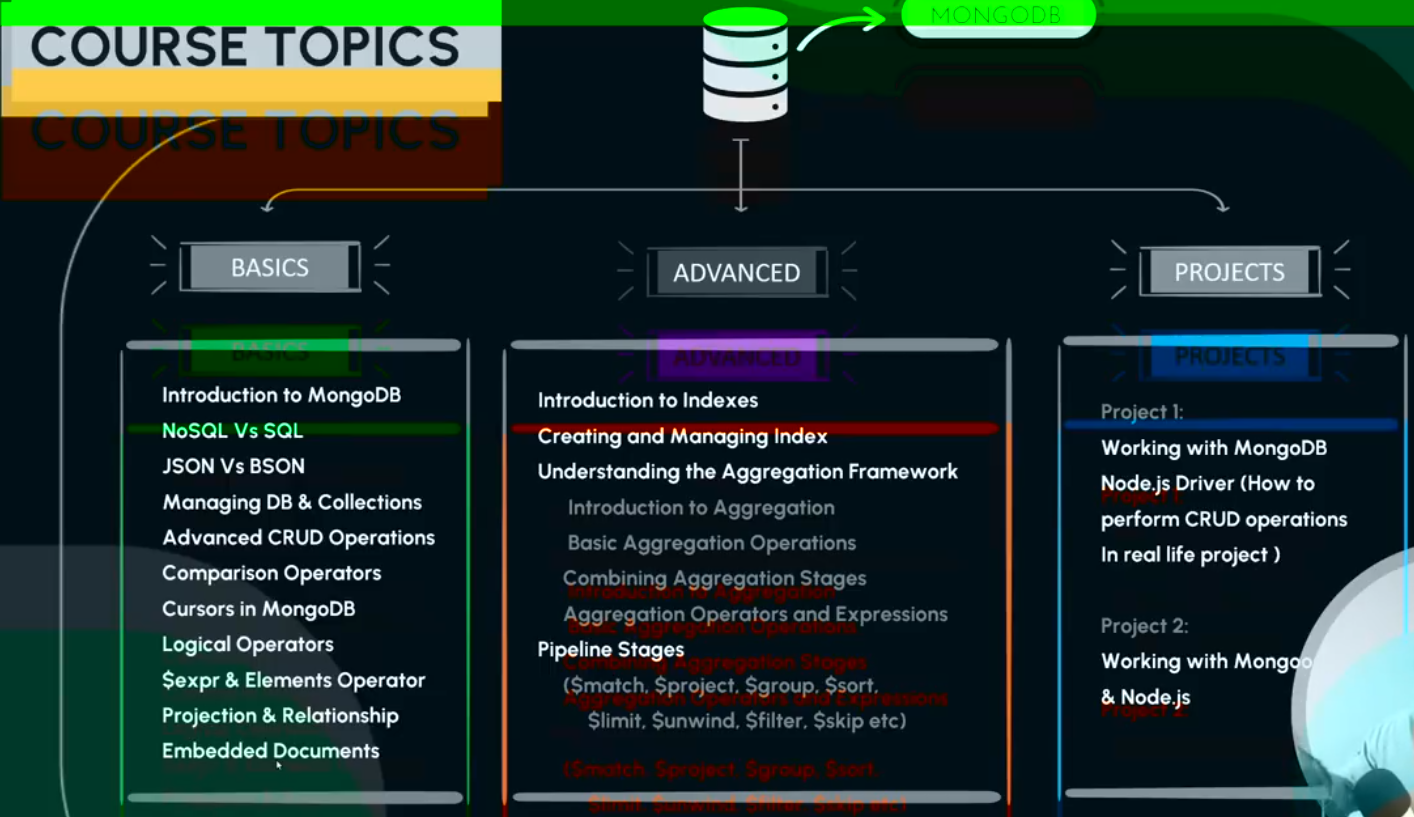 COURSE TOPICS
MONGODB
COURSE TOPICS
BASICS
BASICS
Introduction to MongoDB
NoSQL Vs SQL
JSON Vs BSON
Managing DB & Collections
Advanced CRUD Operations
Comparison Operators
Cursors in MongoDB
Logical Operators
$expr & Elements Operator
Projection & Relationship
Embedded Documents
ADVANCED
ADVANCED
Introduction to Indexes
Creating and Managing Index
Understanding the Aggregation Framework
Introduction to Aggregation
Basic Aggregation Operations
Combining Aggregation Stages
Introduction to Aggregation
Aggregation Operators and Expressions
Basic Aggregation Operations
Pipeline Stages
Combining Aggregation Stages
($match, $project, $group, $sort,
Aggregation Operators and Expressions
$limit, $unwind, $filter, $skip etc)
($match, $project, $group, $sort,
$limit, $unwind, $filter, $skip etc)
PROJECTS
PROJECTS
Project 1:
Working with MongoDB
Node.js Driver (How to
Project 1:
perform CRUD operations
In real life project )
Project 2:
Working with Mongoo
& Node.js
Project 2: